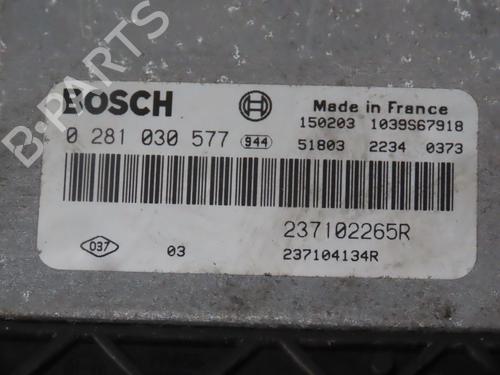 B-PARTS
BOSCH
Made in France
0 281 030 577 944
150203 1039S67918
51803 2234 0373
237102265R
037
03
237104134R